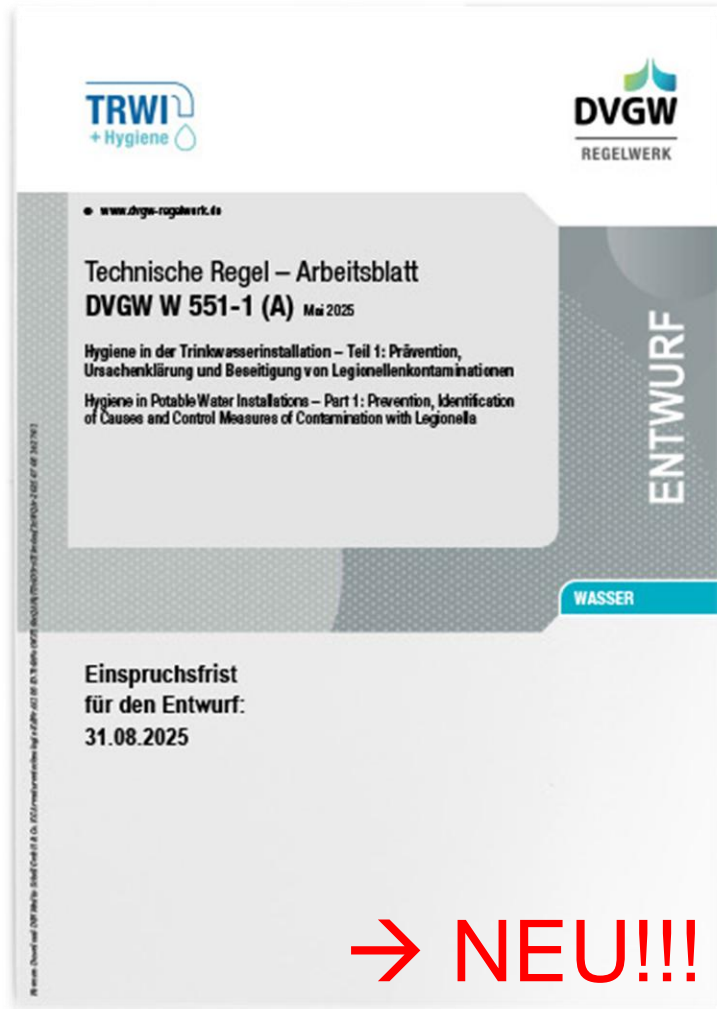 TRWI
+ Hygiene
DVGW
REGELWERK
www.dvgw-regelwerk.de
Technische Regel – Arbeitsblatt
DVGW W 551-1 (A) Mai 2025
Hygiene in der Trinkwasserinstallation – Teil 1: Prävention,
Ursachenklärung und Beseitigung von Legionellenkontaminationen
Hygiene in Potable Water Installations – Part 1: Prevention, Identification
of Causes and Control Measures of Contamination with Legionella
ENTWURF
WASSER
Einspruchsfrist
für den Entwurf:
31.08.2025
→ NEU!!!